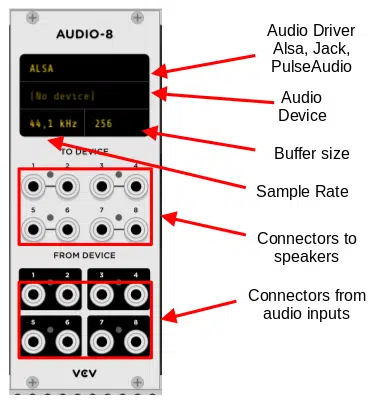 AUDIO-8
ALSA
(No device)
44,1 kHz 256
TO DEVICE
1 2 3 4
5 6 7 8
FROM DEVICE
1 2 3 4
5 6 7 8
VCV
Audio Driver
Alsa, Jack,
PulseAudio
Audio
Device
Buffer size
Sample Rate
Connectors to
speakers
Connectors from
audio inputs